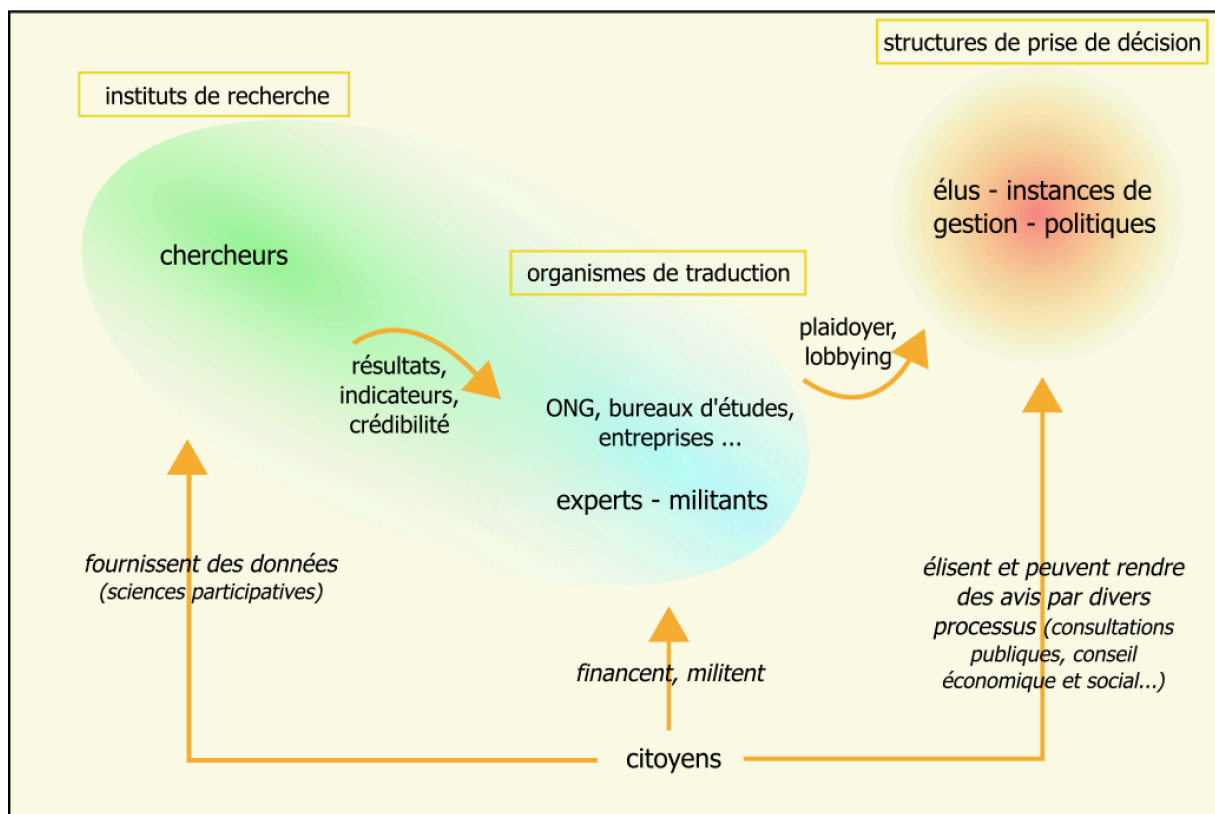 structures de prise de décision
instituts de recherche
élus - instances de
gestion - politiques
chercheurs
organismes de traduction
plaidoyer,
lobbying
résultats,
indicateurs,
crédibilité
ONG, bureaux d'études,
entreprises ...
experts - militants
fournissent des données
(sciences participatives)
élisent et peuvent rendre
des avis par divers
processus (consultations
publiques, conseil
économique et social...)
financent, militent
citoyens